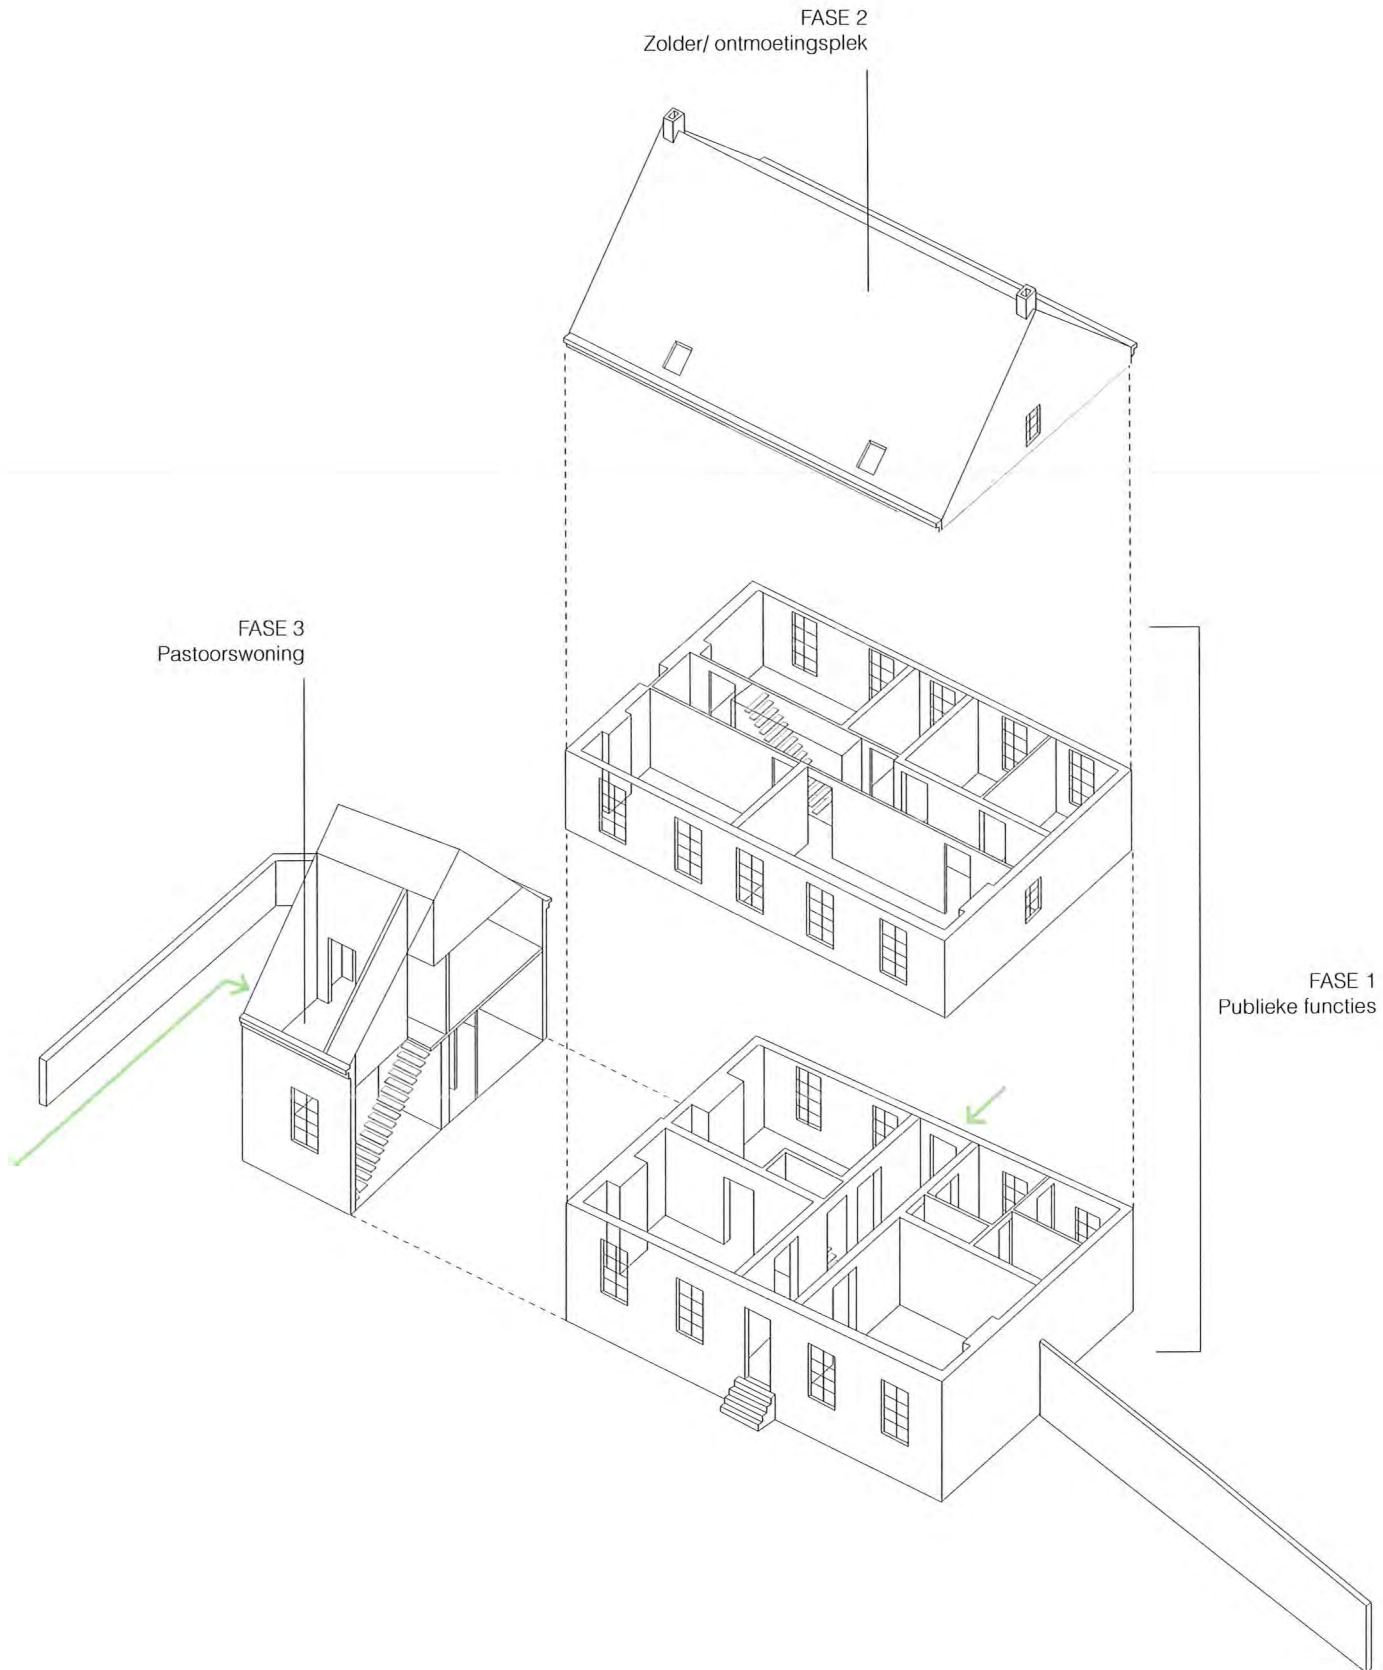 FASE 2
Zolder/ ontmoetingsplek
FASE 3
Pastoorswoning
FASE 1
Publieke functies